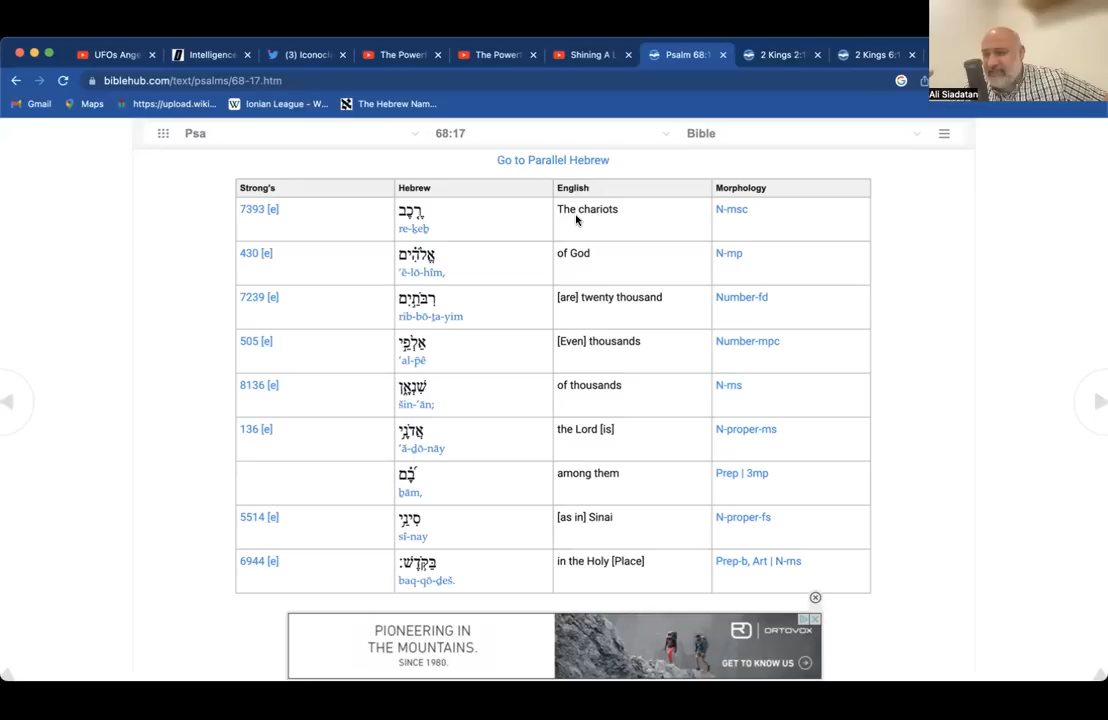 UFOs Ange
Intelligence
(3) Iconocla
The Powerf
The Powerf
Shining A L
Psalm 68:1
2 Kings 2:1
2 Kings 6:1
biblehub.com/text/psalms/68-17.htm
Gmail
Maps
https://upload.wiki...
Ionian League - W...
The Hebrew Nam...
Ali Siadatan
Psa
68:17
Bible
Go to Parallel Hebrew
Strong's Hebrew English Morphology
7393 [e] רֶ֤כֶב The chariots N-msc
re-ḵeḇ
430 [e] אֱלֹהִ֗ים of God N-mp
’ĕ-lō-hîm,
7239 [e] רִבֹּתַ֣יִם [are] twenty thousand Number-fd
rib-bō-ṯa-yim
505 [e] אַלְפֵ֣י [Even] thousands Number-mpc
’al-p̄ê
8136 [e] שִׁנְאָ֑ן of thousands N-ms
šin-’ān;
136 [e] אֲדֹנָ֥י the Lord [is] N-proper-ms
’ă-ḏō-nāy
בָ֝֗ם among them Prep | 3mp
ḇām,
5514 [e] סִינַ֥י [as in] Sinai N-proper-fs
sî-nay
6944 [e] בַּקֹּֽדֶשׁ׃ in the Holy [Place] Prep-b, Art | N-ms
baq-qō-ḏeš.
PIONEERING IN
THE MOUNTAINS.
SINCE 1980.
ORTOVOX
GET TO KNOW US